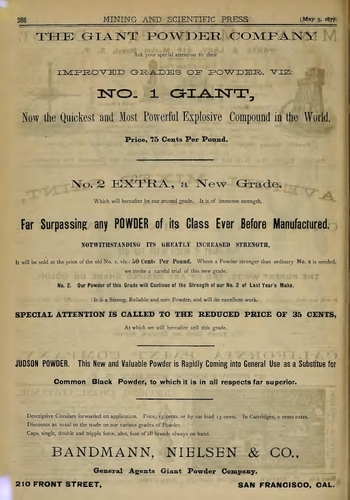 288 MINING AND SCIENTIFIC PRESS [May 5, 1877.
THE GIANT POWDER COMPANY
Ask your special attention to their
IMPROVED GRADES OF POWDER, VIZ:
NO. 1 GIANT,
Now the Quickest and Most Powerful Explosive Compound in the World.
Price, 75 Cents Per Pound.
No. 2 EXTRA, a New Grade.
Which will hereafter be our second grade. It is of immense strength,
Far Surpassing any POWDER of its Class Ever Before Manufactured.
NOTWITHSTANDING ITS GREATLY INCREASED STRENGTH,
It will be sold at the price of the old No. 2, viz.: 50 Cents Per Pound. Where a Powder stronger than ordinary No. 2 is needed,
we invite a careful trial of this new grade.
No. 2. Our Powder of this Grade will Continue of the Strength of our No. 2 of Last Year's Make.
It is a Strong, Reliable and sure Powder, and will do excellent work.
SPECIAL ATTENTION IS CALLED TO THE REDUCED PRICE OF 35 CENTS,
At which we will hereafter sell this grade.
JUDSON POWDER. This New and Valuable Powder is Rapidly Coming into General Use as a Substitute for
Common Black Powder, to which it is in all respects far superior.
Descriptive Circulars forwarded on application. Price, 15 cents, or by car load 13 cents. In Cartridges, 2 cents extra.
Discounts as usual to the trade on our various grades of Powder.
Caps, single, double and tripple force, also, fuse of all brands always on hand.
BANDMANN, NIELSEN & CO.,
General Agents Giant Powder Company.
210 FRONT STREET, SAN FRANCISCO, CAL.